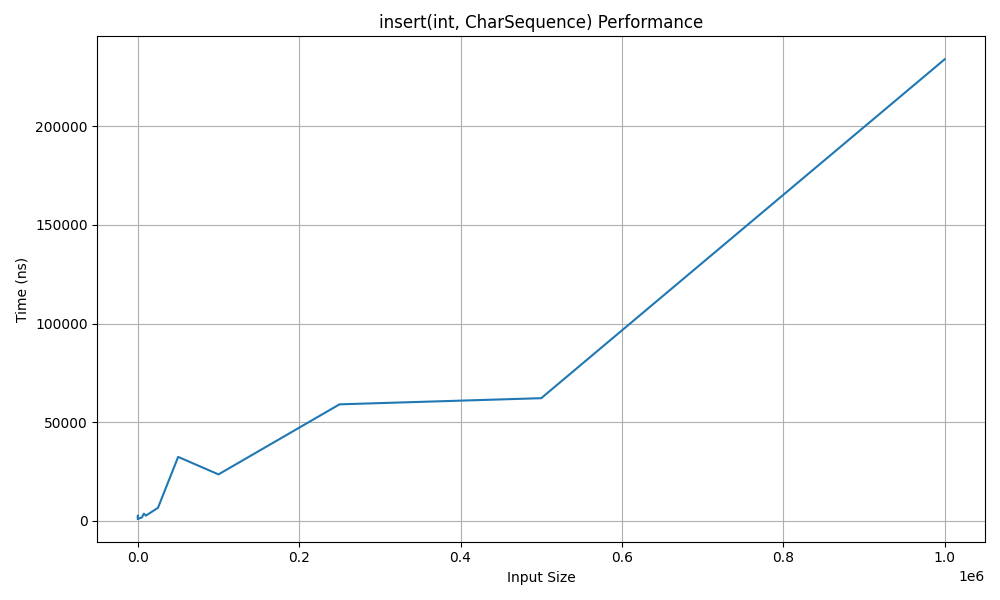 insert(int, CharSequence) Performance
Time (ns)
200000
150000
100000
50000
0
0.0 0.2 0.4 0.6 0.8 1.0
1e6
Input Size